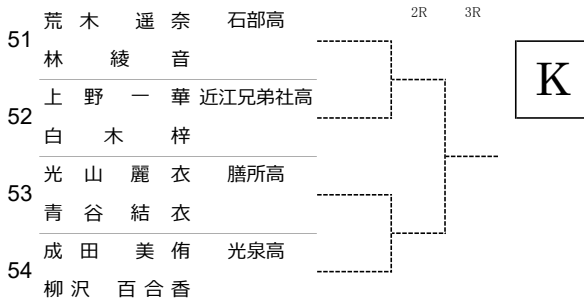 2R 3R
51 荒木 遥奈 石部高
林 綾音
K
52 上野 一華 近江兄弟社高
白木 梓
53 光山 麗衣 膳所高
青谷 結衣
54 成田 美侑 光泉高
柳沢 百合香